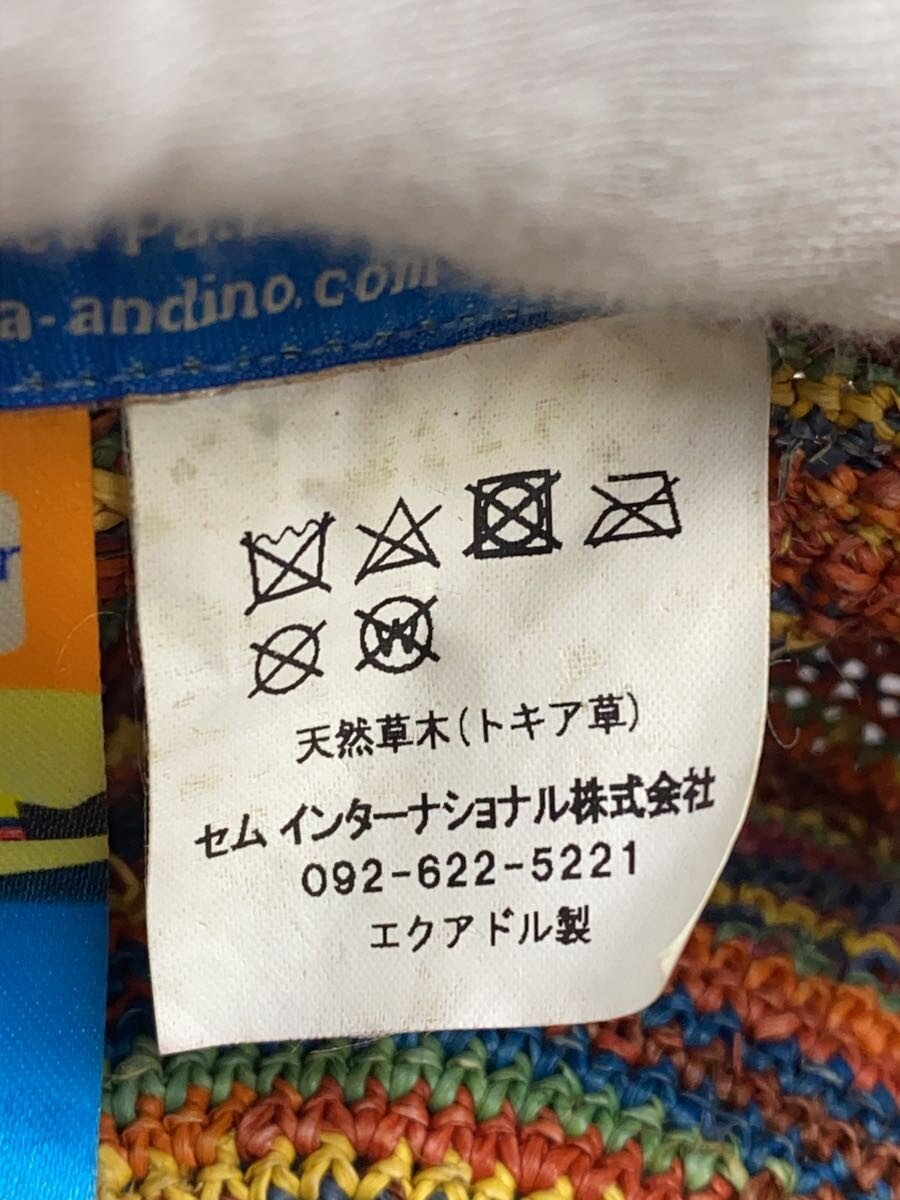 a-andino.com
天然草木(トキア草)
セム インターナショナル株式会社
092-622-5221
エクアドル製